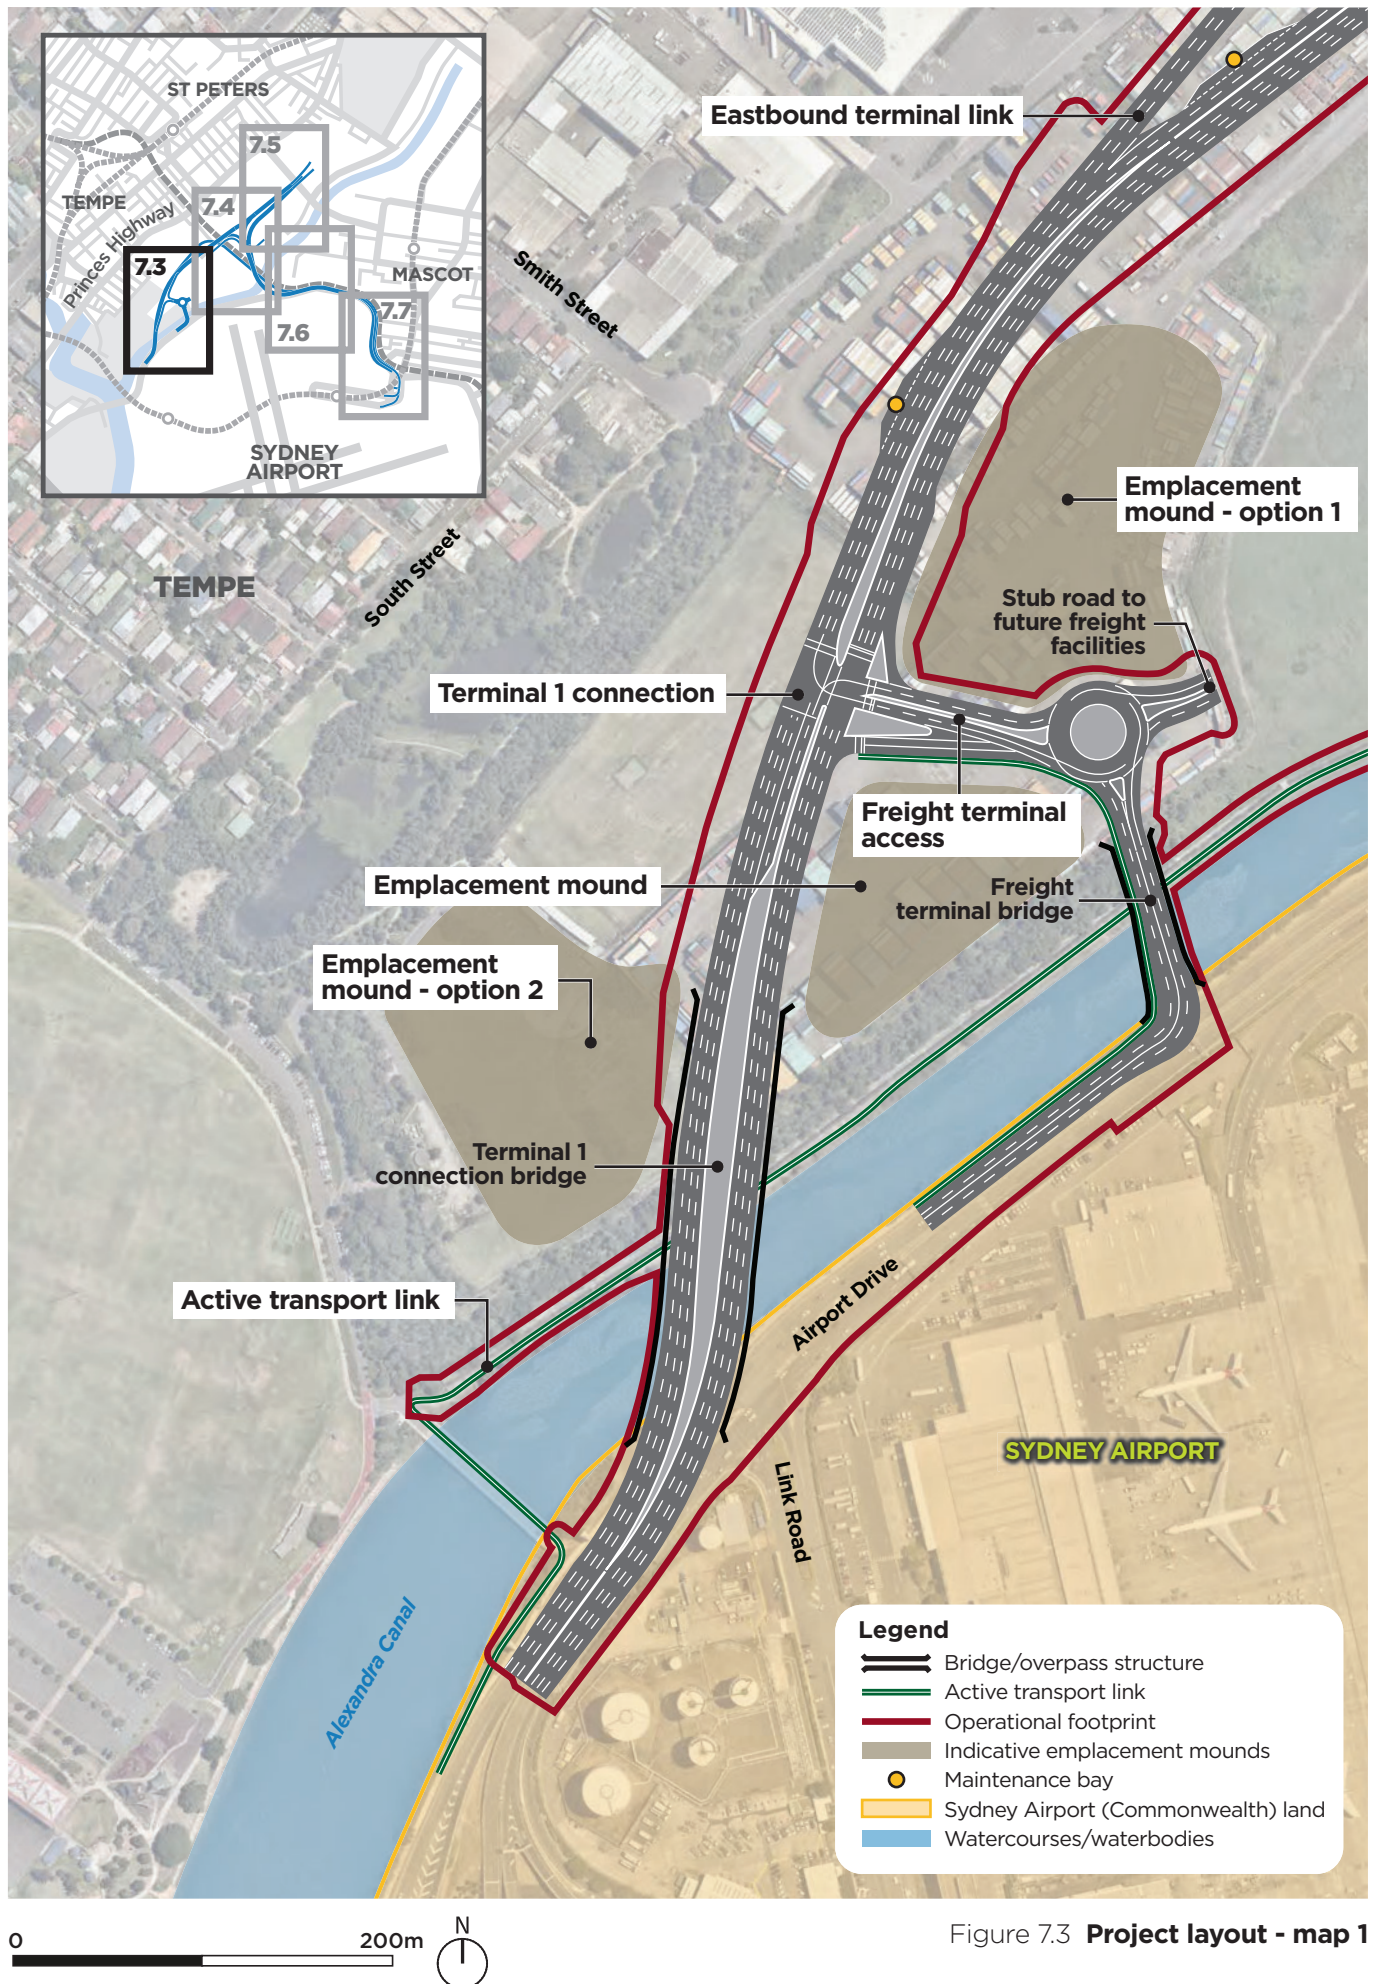 ST PETERS
7.5
TEMPE
7.4
Princes Highway
7.3
MASCOT
7.7
7.6
SYDNEY
AIRPORT
Eastbound terminal link
Smith Street
Emplacement
mound - option 1
South Street
TEMPE
Stub road to
future freight
facilities
Terminal 1 connection
Freight terminal
access
Emplacement mound
Freight
terminal bridge
Emplacement
mound - option 2
Terminal 1
connection bridge
Active transport link
Airport Drive
SYDNEY AIRPORT
Link Road
Alexandra Canal
Legend
Bridge/overpass structure
Active transport link
Operational footprint
Indicative emplacement mounds
Maintenance bay
Sydney Airport (Commonwealth) land
Watercourses/waterbodies
0
200m
N
Figure 7.3 Project layout - map 1